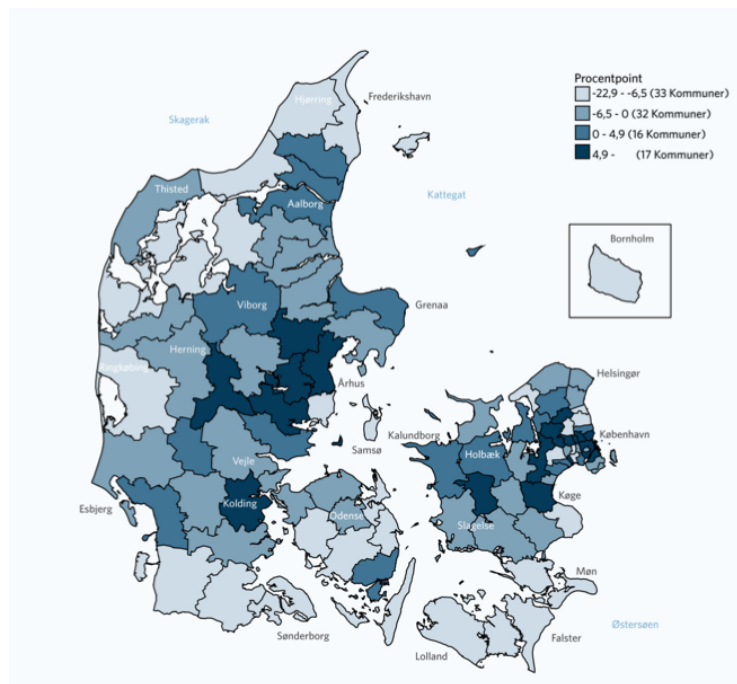 Procentpoint
-22,9 - -6,5 (33 Kommuner)
-6,5 - 0 (32 Kommuner)
0 - 4,9 (16 Kommuner)
4,9 - (17 Kommuner)
Hjørring
Frederikshavn
Skagerak
Thisted
Kattegat
Aalborg
Bornholm
Viborg
Grenaa
Herning
Ringkøbing
Helsingør
Århus
Kalundborg
København
Samsø
Holbæk
Vejle
Kolding
Køge
Esbjerg
Odense
Slagelse
Møn
Østersøen
Sønderborg
Falster
Lolland